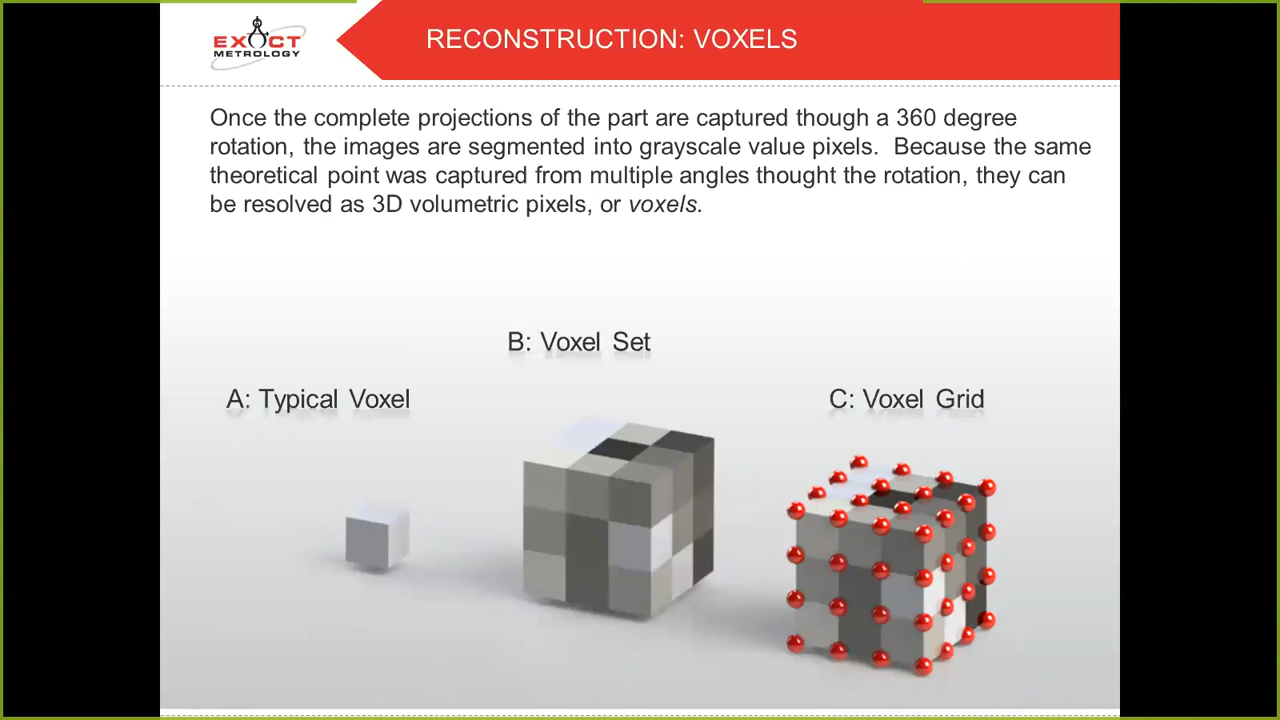 EXACT
METROLOGY
RECONSTRUCTION: VOXELS
Once the complete projections of the part are captured though a 360 degree
rotation, the images are segmented into grayscale value pixels.  Because the same
theoretical point was captured from multiple angles thought the rotation, they can
be resolved as 3D volumetric pixels, or voxels.
B: Voxel Set
A: Typical Voxel
C: Voxel Grid